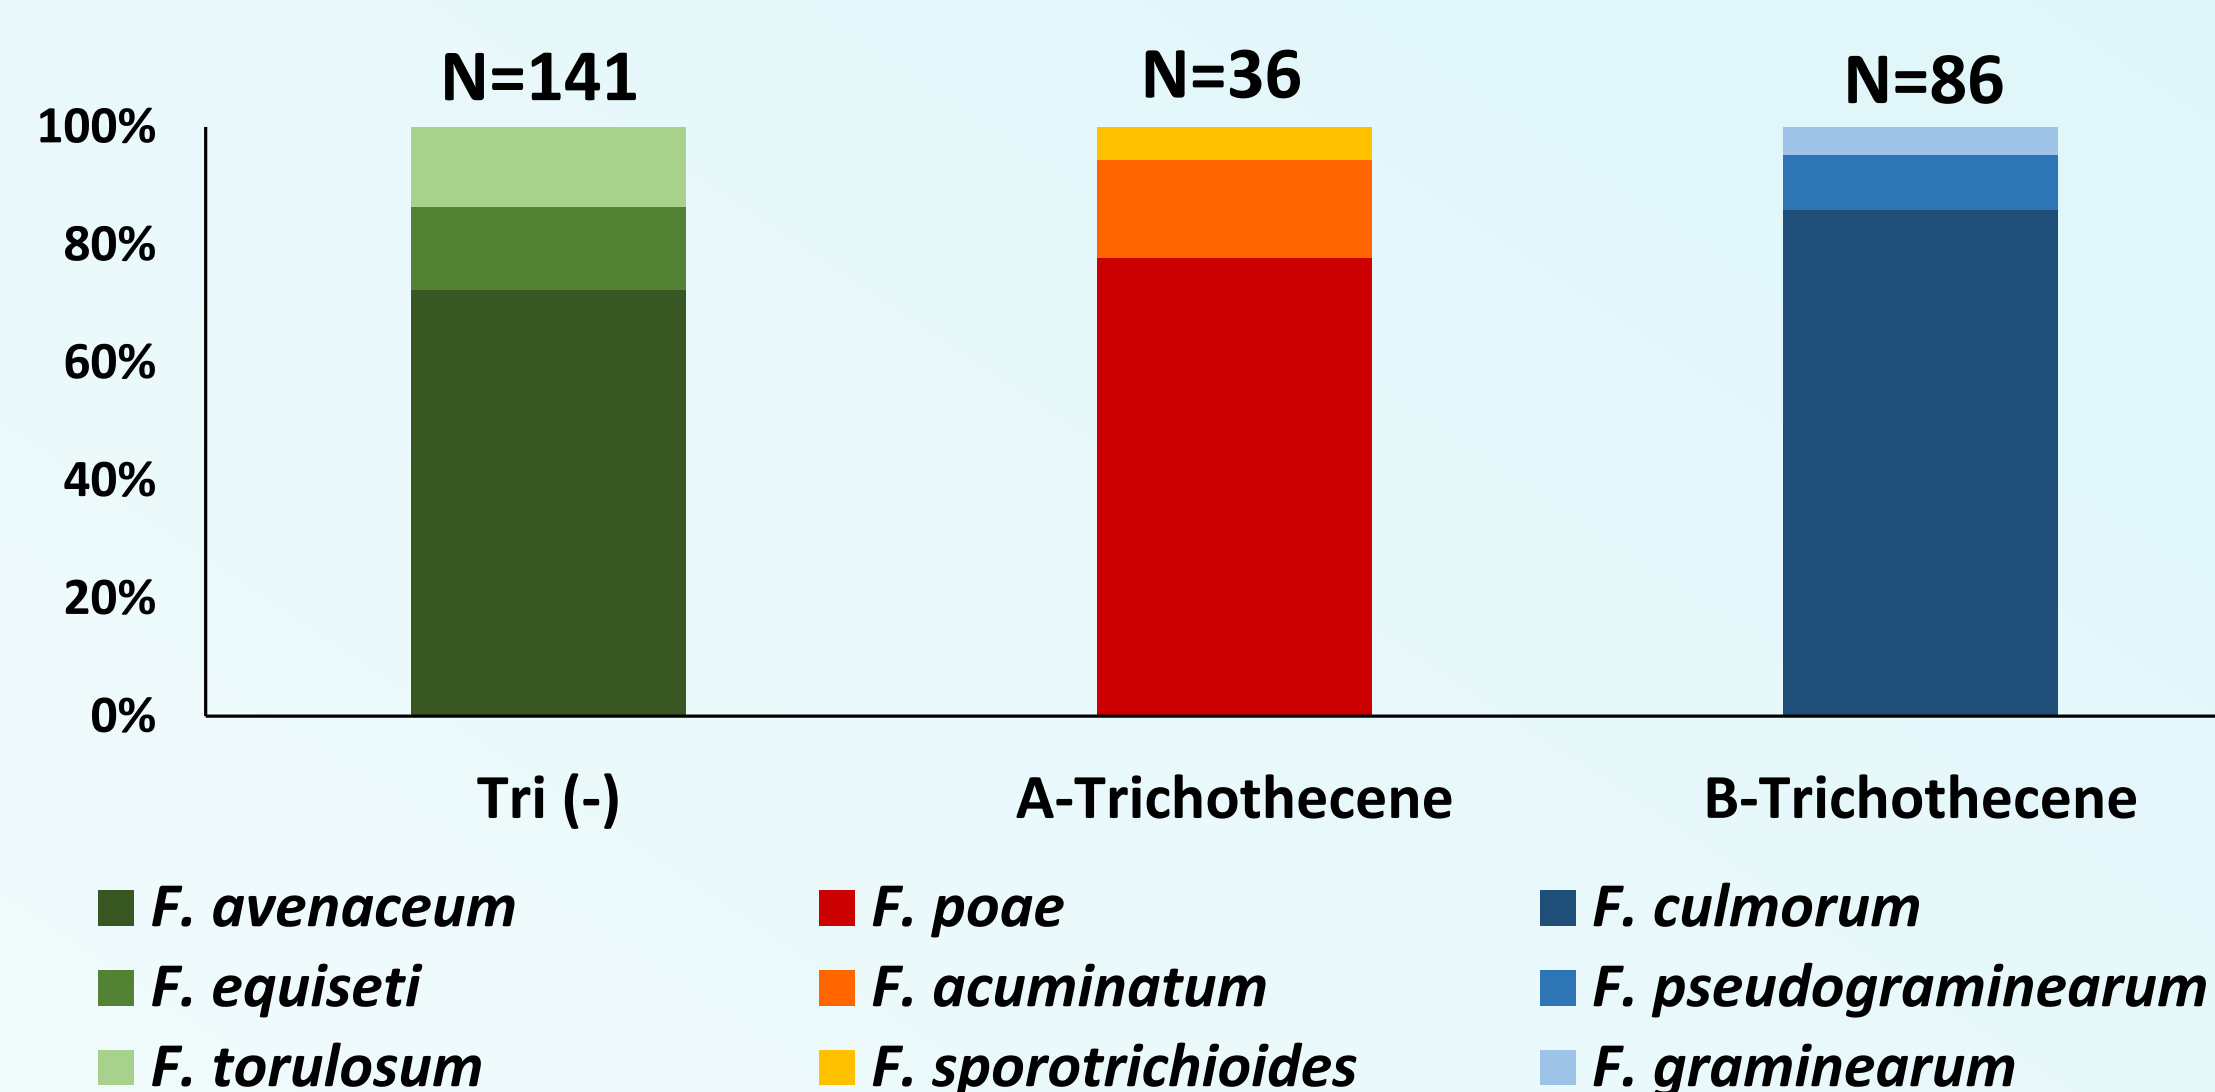 N=141
N=36
N=86
100%
80%
60%
40%
20%
0%
Tri (-)
A-Trichothecene
B-Trichothecene
F. avenaceum
F. poae
F. culmorum
F. equiseti
F. acuminatum
F. pseudograminearum
F. torulosum
F. sporotrichioides
F. graminearum